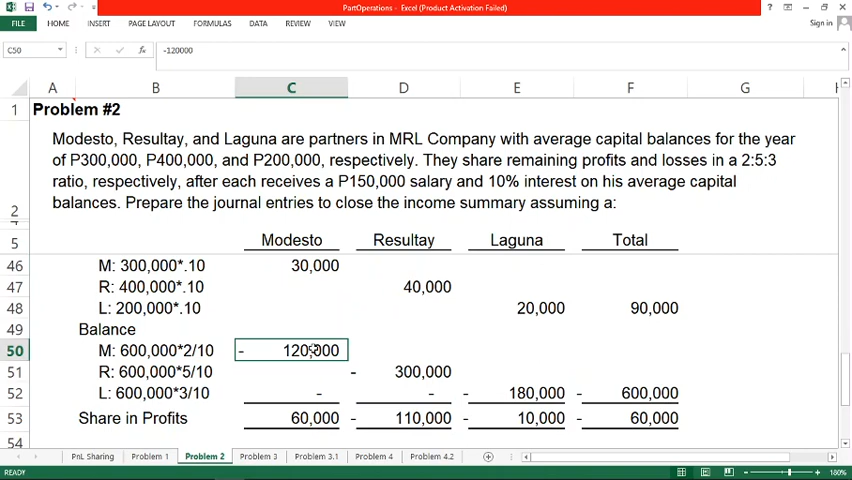 PartOperations - Excel (Product Activation Failed)
FILE HOME INSERT PAGE LAYOUT FORMULAS DATA REVIEW VIEW Sign in
C50 fx -120000
A B C D E F G H
1 Problem #2
2 Modesto, Resultay, and Laguna are partners in MRL Company with average capital balances for the year
of P300,000, P400,000, and P200,000, respectively. They share remaining profits and losses in a 2:5:3
ratio, respectively, after each receives a P150,000 salary and 10% interest on his average capital
balances. Prepare the journal entries to close the income summary assuming a:
5 Modesto Resultay Laguna Total
46 M: 300,000*.10 30,000
47 R: 400,000*.10 40,000
48 L: 200,000*.10 20,000 90,000
49 Balance
50 M: 600,000*2/10 - 120,000
51 R: 600,000*5/10 - 300,000
52 L: 600,000*3/10 - - - 180,000 - 600,000
53 Share in Profits 60,000 - 110,000 - 10,000 - 60,000
54
PnL Sharing Problem 1 Problem 2 Problem 3 Problem 3.1 Problem 4 Problem 4.2
READY 180%